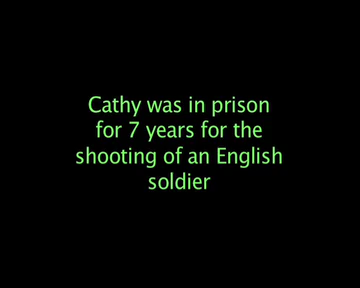 Cathy was in prison
for 7 years for the
shooting of an English
soldier